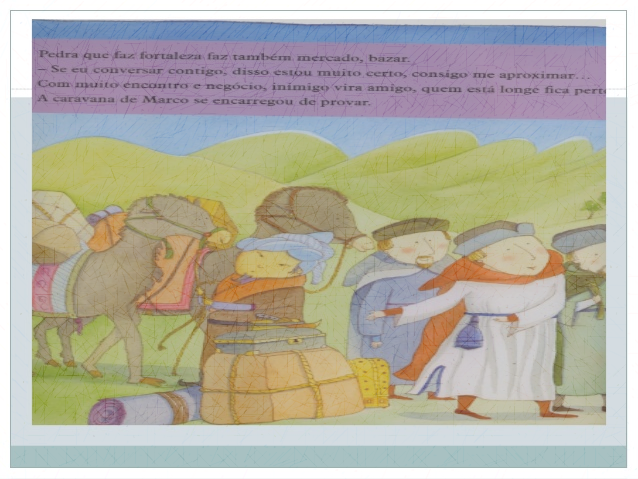 Pedra que faz fortaleza faz também mercado, bazar.
– Se eu conversar contigo, disso estou muito certo, consigo me aproximar...
Com muito encontro e negócio, inimigo vira amigo, quem está longe fica perto
A caravana de Marco se encarregou de provar.